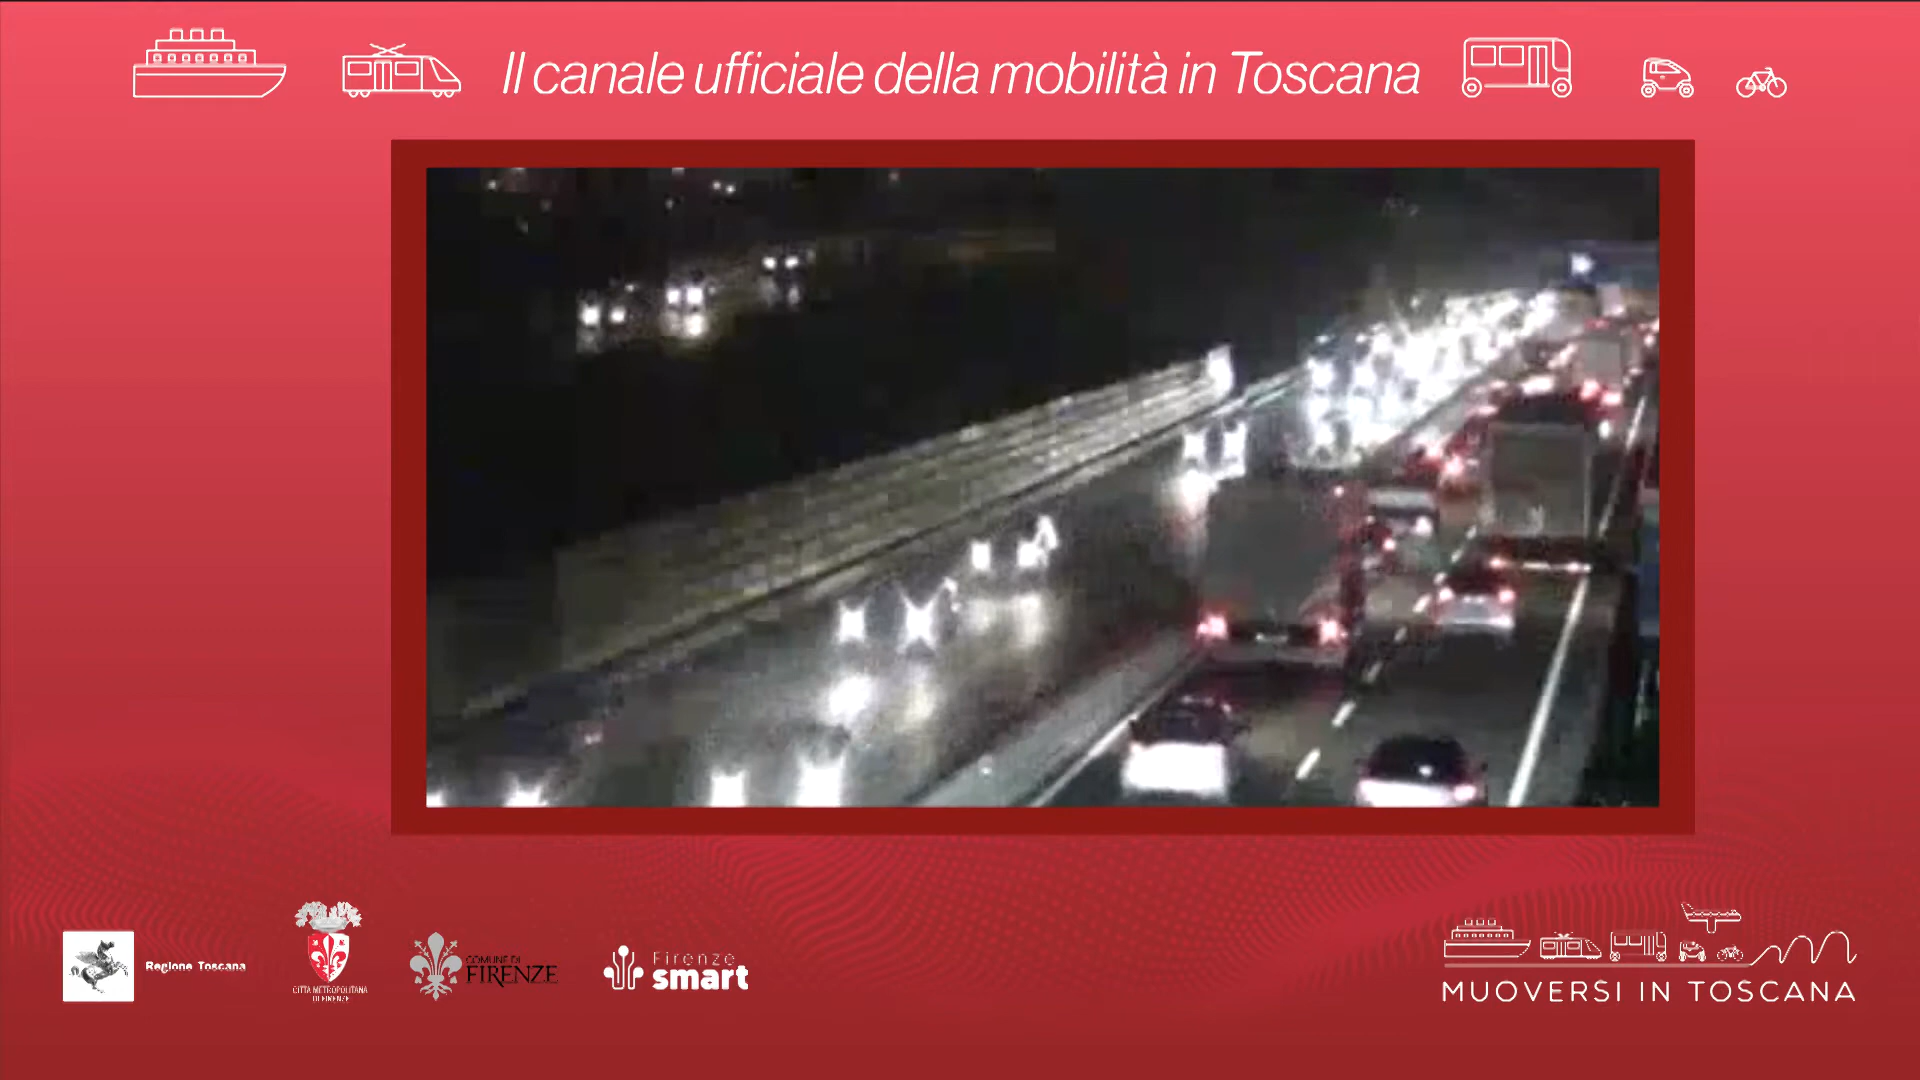 Il canale ufficiale della mobilità in Toscana
Regione Toscana
CITTÀ METROPOLITANA
DI FIRENZE
COMUNE DI
FIRENZE
Firenze
smart
MUOVERSI IN TOSCANA